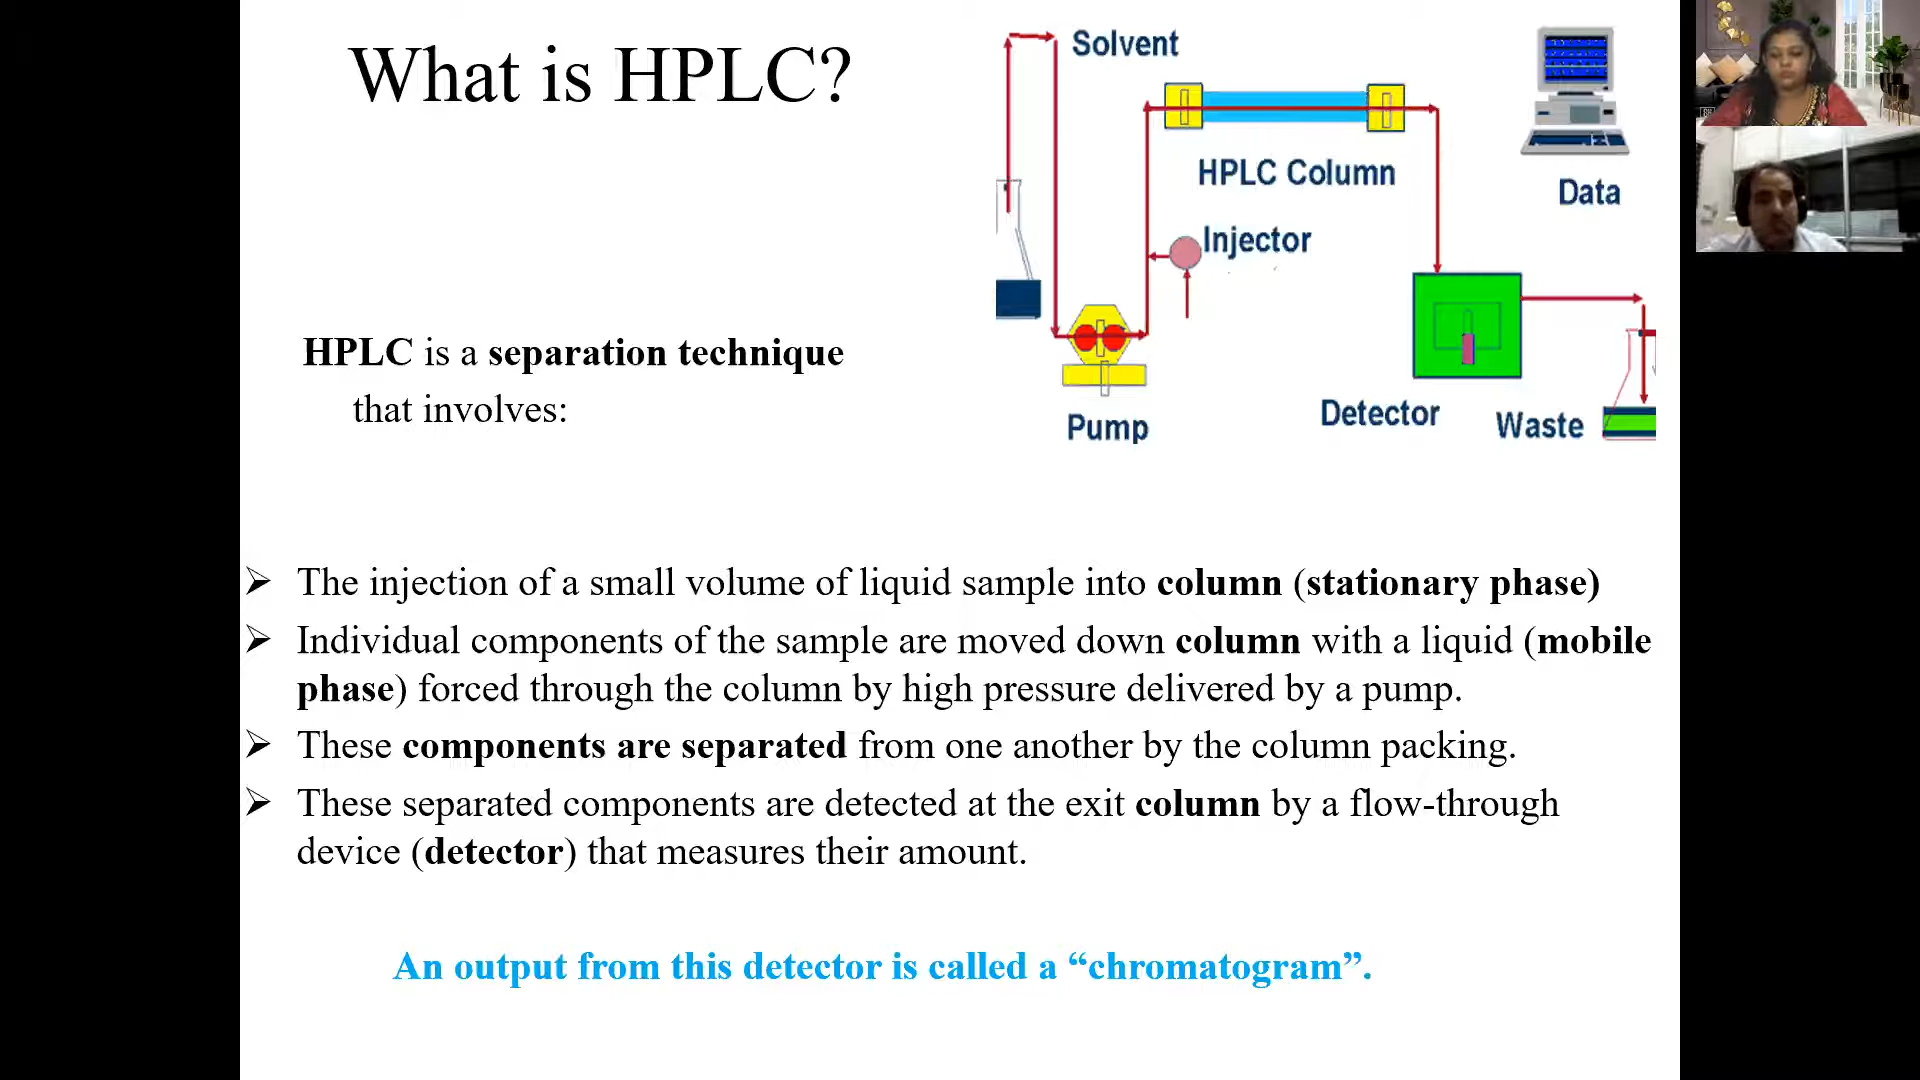 What is HPLC?
Solvent
HPLC Column
Data
Injector
Pump
Detector
Waste
HPLC is a separation technique
that involves:
➢ The injection of a small volume of liquid sample into column (stationary phase)
➢ Individual components of the sample are moved down column with a liquid (mobile
phase) forced through the column by high pressure delivered by a pump.
➢ These components are separated from one another by the column packing.
➢ These separated components are detected at the exit column by a flow-through
device (detector) that measures their amount.
An output from this detector is called a “chromatogram”.